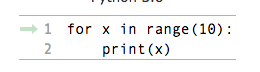 1 for x in range(10):
2     print(x)